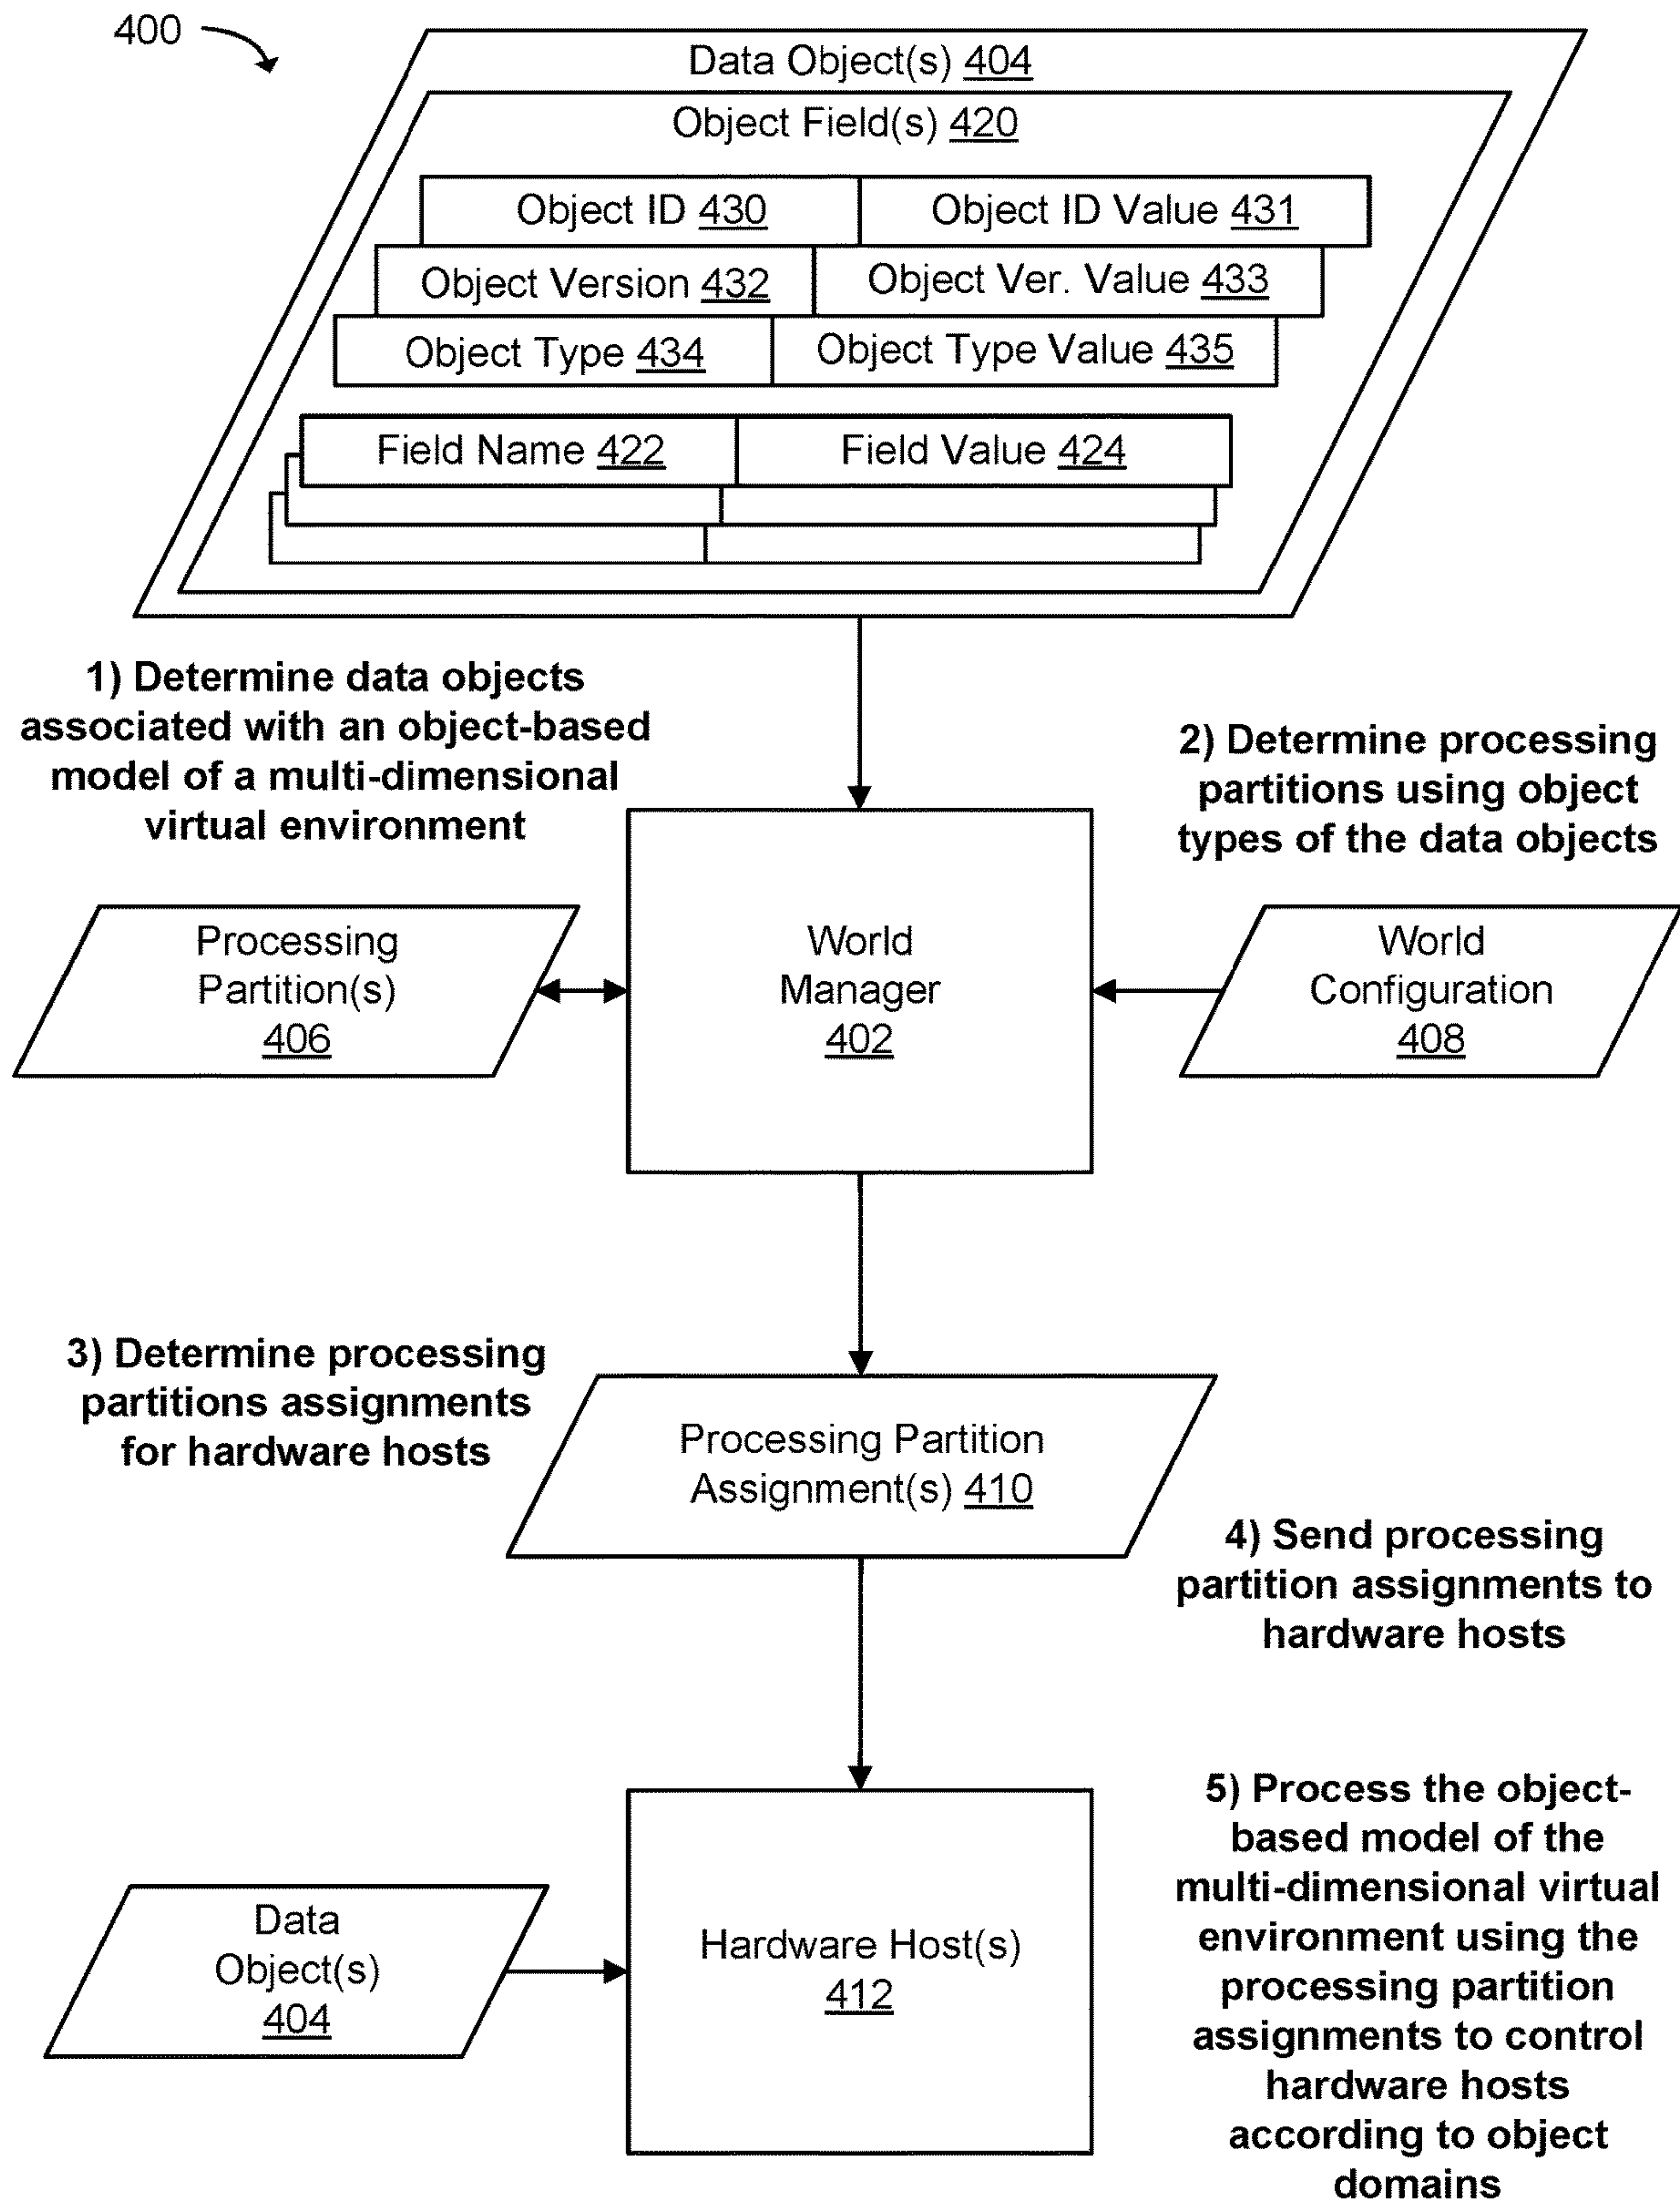 400
Data Object(s) 404
Object Field(s) 420
Object ID 430
Object ID Value 431
Object Version 432
Object Ver. Value 433
Object Type 434
Object Type Value 435
Field Name 422
Field Value 424
1) Determine data objects
associated with an object-based
model of a multi-dimensional
virtual environment
2) Determine processing
partitions using object
types of the data objects
Processing
Partition(s)
406
World
Manager
402
World
Configuration
408
3) Determine processing
partitions assignments
for hardware hosts
Processing Partition
Assignment(s) 410
4) Send processing
partition assignments to
hardware hosts
Data
Object(s)
404
Hardware Host(s)
412
5) Process the object-
based model of the
multi-dimensional virtual
environment using the
processing partition
assignments to control
hardware hosts
according to object
domains